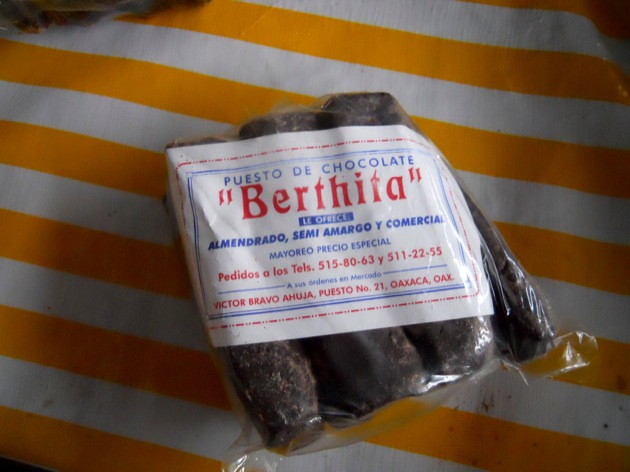 PUESTO DE CHOCOLATE
"Berthita"
LE OFRECE:
ALMENDRADO, SEMI AMARGO Y COMERCIAL
MAYOREO PRECIO ESPECIAL
Pedidos a los Tels. 515-80-63 y 511-22-55
A sus órdenes en Mercado
VICTOR BRAVO AHUJA, PUESTO No. 21, OAXACA, OAX.